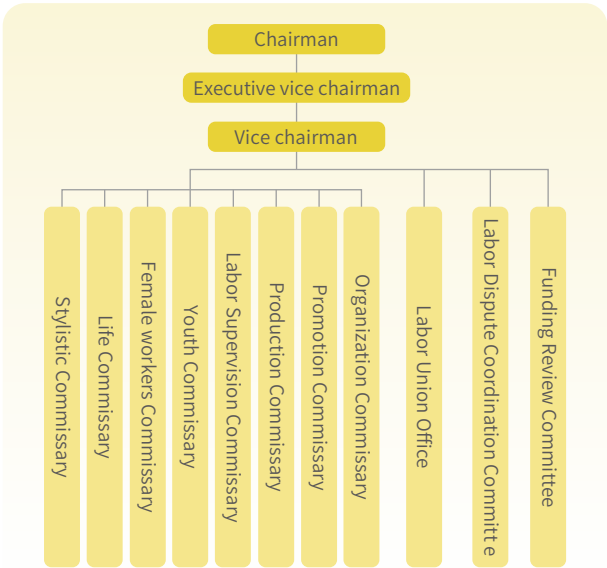 Chairman
Executive vice chairman
Vice chairman
Stylistic Commissary
Life Commissary
Female workers Commissary
Youth Commissary
Labor Supervision Commissary
Production Commissary
Promotion Commissary
Organization Commissary
Labor Union Office
Labor Dispute Coordination Committ e
Funding Review Committee